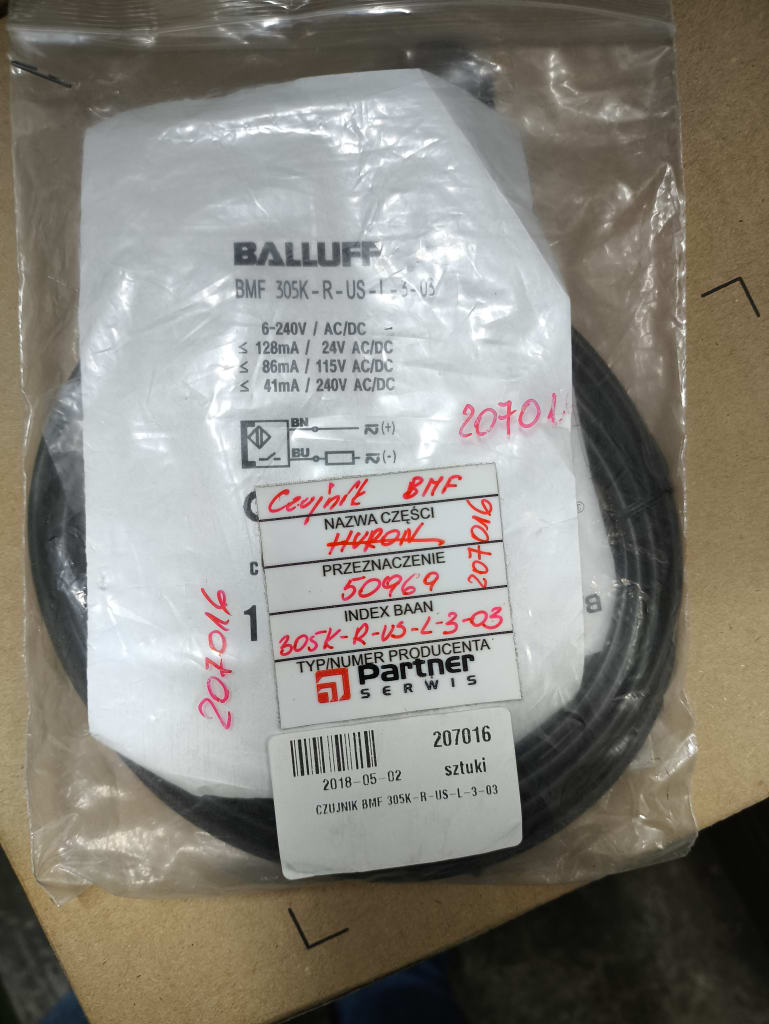 BALLUFF
BMF 305K-R-US-L-3-03
6-240V / AC/DC
≤ 128mA / 24V AC/DC
≤ 86mA / 115V AC/DC
≤ 41mA / 240V AC/DC
BN
(+)
BU
(-)
207016
207016
Czujnik BMF
NAZWA CZĘŚCI
HURON
PRZEZNACZENIE
50969
207016
INDEX BAAN
305K-R-US-L-3-03
TYP/NUMER PRODUCENTA
Partner
SERWIS
207016
2018-05-02
sztuki
CZUJNIK BMF 305K-R-US-L-3-03